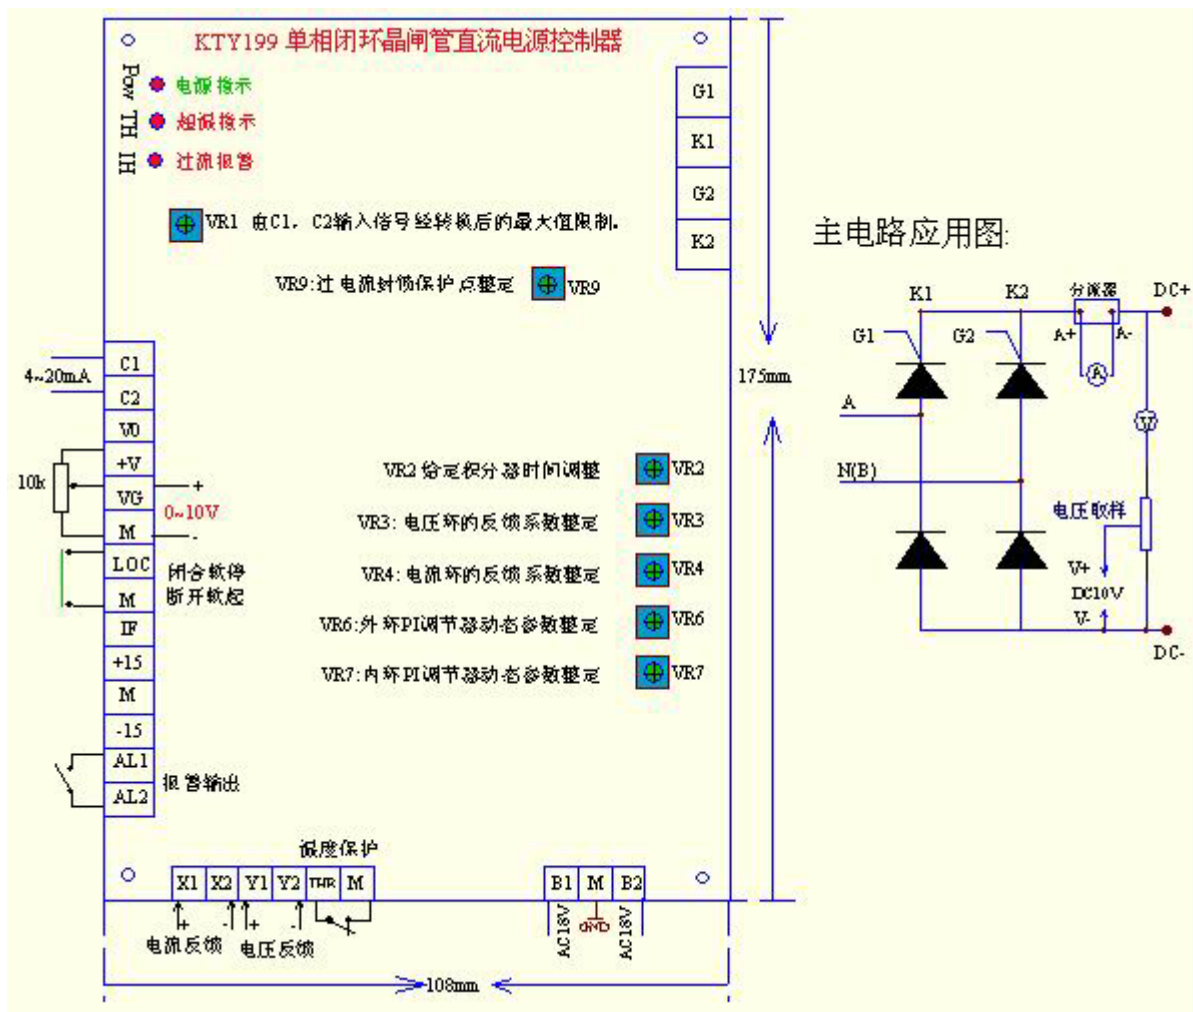 KTY199 单相闭环晶闸管直流电源控制器
Pow 电源指示
TH 超温指示
IH 过流报警
G1
K1
G2
K2
VR1 由C1，C2输入信号经转换后的最大值限制.
VR9:过电流封锁保护点整定 VR9
主电路应用图:
K1
K2
分流器
DC+
G1
G2
A+
A-
A
A
V
N(B)
电压取样
V+
DC10V
V-
DC-
175mm
4~20mA
C1
C2
V0
+V
10k
VG
+
0~10V
M
-
LOC
闭合软停
断开软起
M
IF
+15
M
-15
AL1
报警输出
AL2
VR2 给定积分器时间调整 VR2
VR3: 电压环的反馈系数整定 VR3
VR4: 电流环的反馈系数整定 VR4
VR6:外环PI调节器动态参数整定 VR6
VR7:内环PI调节器动态参数整定 VR7
温度保护
X1 X2 Y1 Y2 THR M
B1 M B2
+ - + -
电流反馈 电压反馈
AC18V
GND
AC18V
108mm